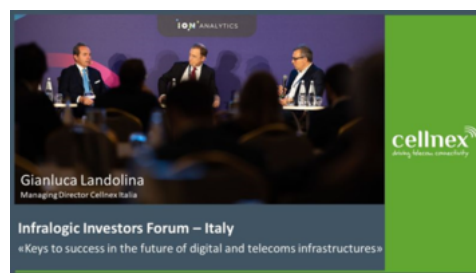 ION ANALYTICS
cellnex
driving telecom connectivity
Gianluca Landolina
Managing Director Cellnex Italia
Infralogic Investors Forum – Italy
«Keys to success in the future of digital and telecoms infrastructures»